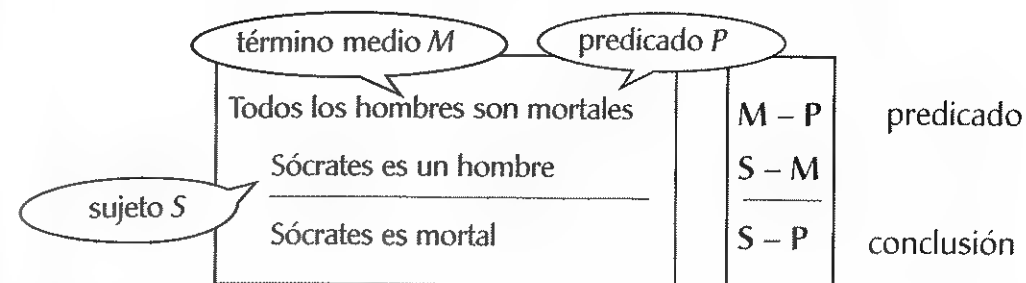 término medio M predicado P
Todos los hombres son mortales M – P predicado
Sócrates es un hombre S – M
sujeto S
Sócrates es mortal S – P conclusión